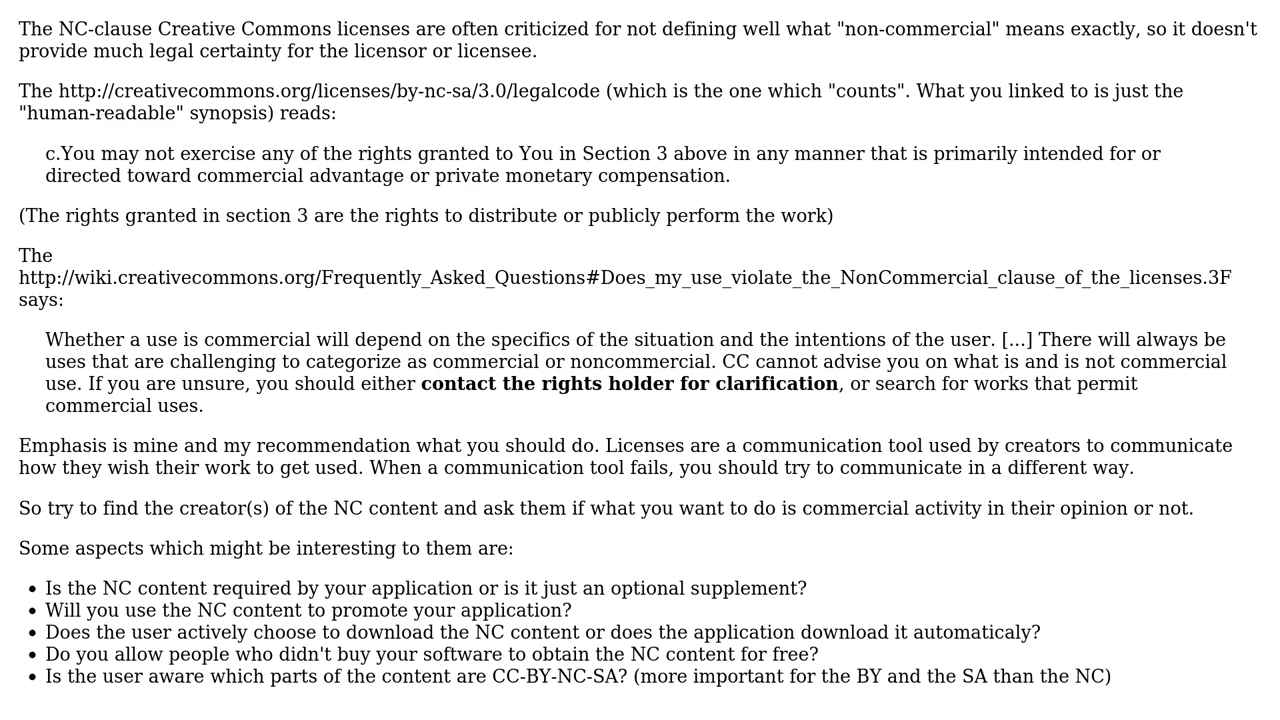 The NC-clause Creative Commons licenses are often criticized for not defining well what "non-commercial" means exactly, so it doesn't
provide much legal certainty for the licensor or licensee.
The http://creativecommons.org/licenses/by-nc-sa/3.0/legalcode (which is the one which "counts". What you linked to is just the
"human-readable" synopsis) reads:
c.You may not exercise any of the rights granted to You in Section 3 above in any manner that is primarily intended for or
directed toward commercial advantage or private monetary compensation.
(The rights granted in section 3 are the rights to distribute or publicly perform the work)
The
http://wiki.creativecommons.org/Frequently_Asked_Questions#Does_my_use_violate_the_NonCommercial_clause_of_the_licenses.3F
says:
Whether a use is commercial will depend on the specifics of the situation and the intentions of the user. [...] There will always be
uses that are challenging to categorize as commercial or noncommercial. CC cannot advise you on what is and is not commercial
use. If you are unsure, you should either contact the rights holder for clarification, or search for works that permit
commercial uses.
Emphasis is mine and my recommendation what you should do. Licenses are a communication tool used by creators to communicate
how they wish their work to get used. When a communication tool fails, you should try to communicate in a different way.
So try to find the creator(s) of the NC content and ask them if what you want to do is commercial activity in their opinion or not.
Some aspects which might be interesting to them are:
• Is the NC content required by your application or is it just an optional supplement?
• Will you use the NC content to promote your application?
• Does the user actively choose to download the NC content or does the application download it automaticaly?
• Do you allow people who didn't buy your software to obtain the NC content for free?
• Is the user aware which parts of the content are CC-BY-NC-SA? (more important for the BY and the SA than the NC)